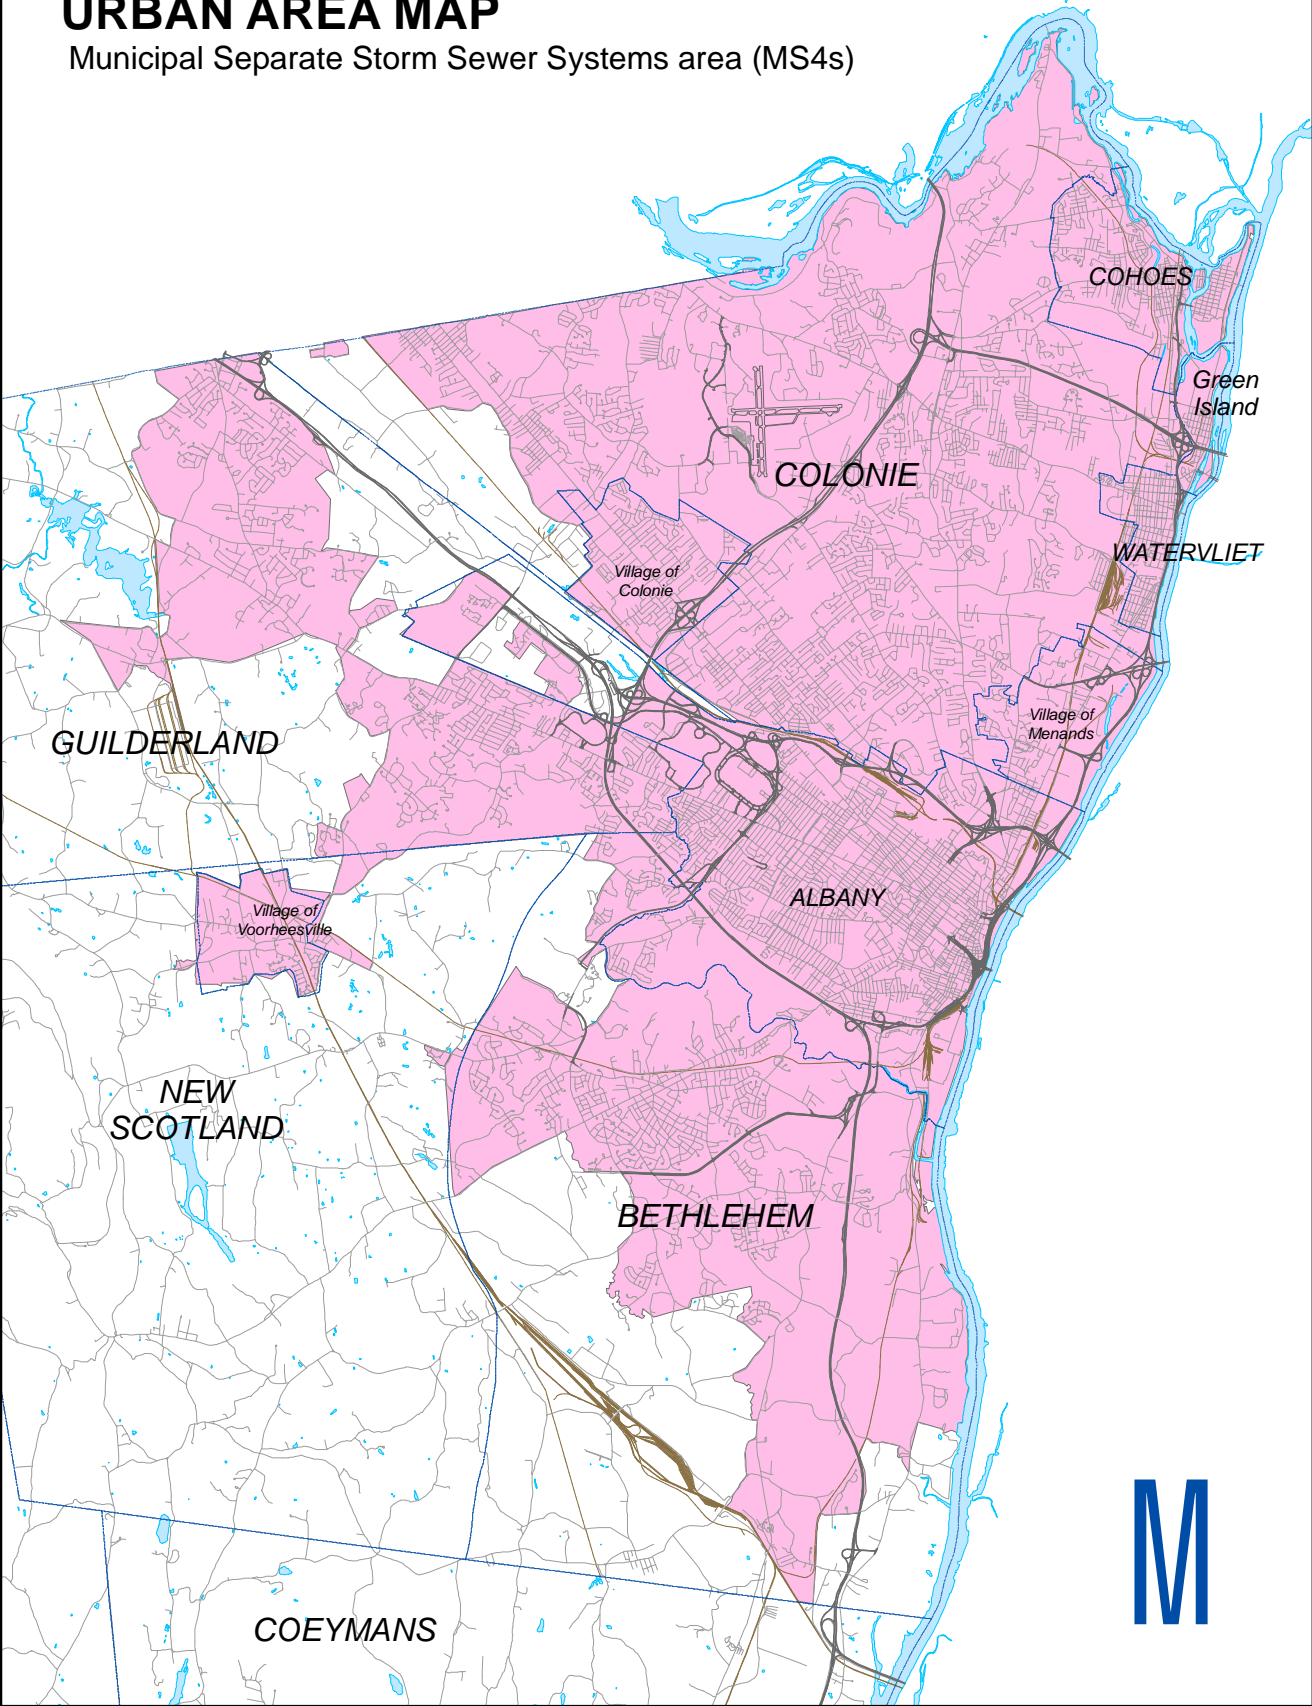 URBAN AREA MAP
Municipal Separate Storm Sewer Systems area (MS4s)
COHOES
Green
Island
COLONIE
WATERVLIET
Village of
Colonie
Village of
Menands
GUILDERLAND
ALBANY
Village of
Voorheesville
NEW
SCOTLAND
BETHLEHEM
COEYMANS
M